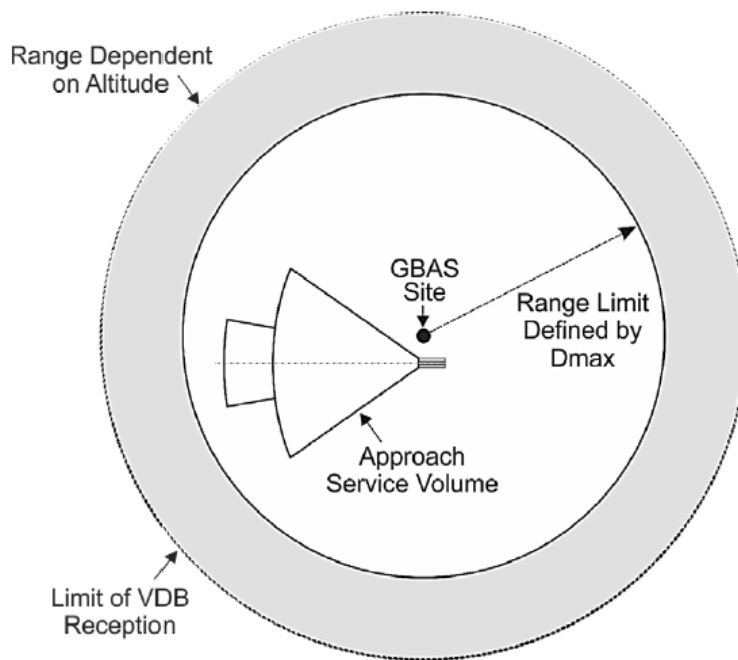 Range Dependent
on Altitude
GBAS
Site
Range Limit
Defined by
Dmax
Approach
Service Volume
Limit of VDB
Reception